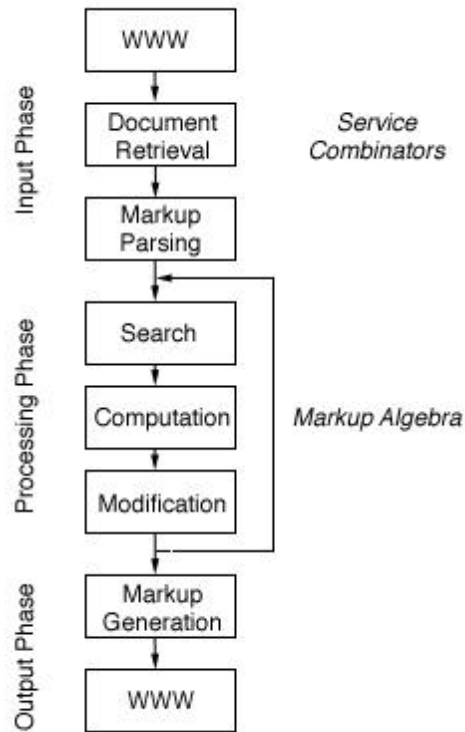 WWW
Input Phase
Document
Retrieval
Service
Combinators
Markup
Parsing
Processing Phase
Search
Computation
Markup Algebra
Modification
Output Phase
Markup
Generation
WWW